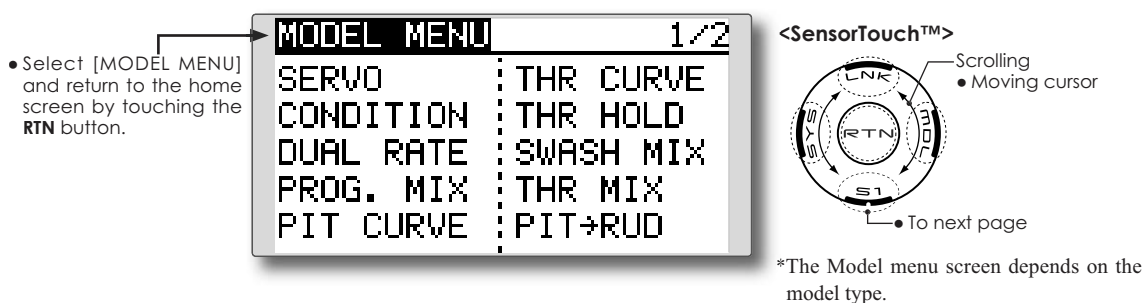 ● Select [MODEL MENU]
and return to the home
screen by touching the
RTN button.
MODEL MENU 1/2
SERVO THR CURVE
CONDITION THR HOLD
DUAL RATE SWASH MIX
PROG. MIX THR MIX
PIT CURVE PIT→RUD
<SensorTouch™>
Scrolling
● Moving cursor
LNK
SYS
RTN
MDL
S1
● To next page
*The Model menu screen depends on the
model type.